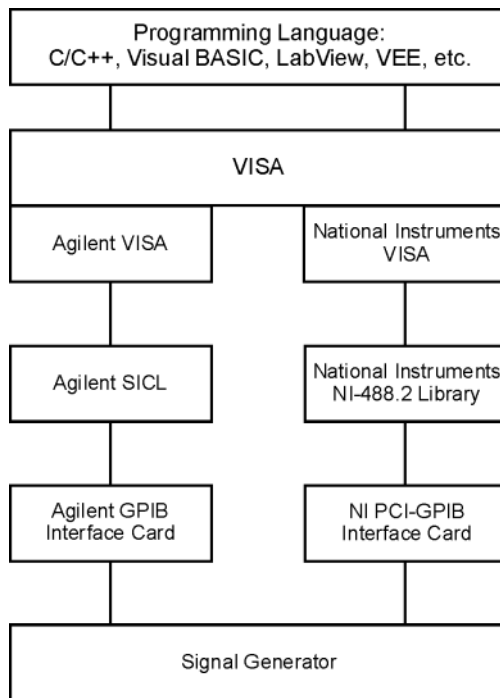 Programming Language:
C/C++, Visual BASIC, LabView, VEE, etc.
VISA
Agilent VISA
National Instruments
VISA
Agilent SICL
National Instruments
NI-488.2 Library
Agilent GPIB
Interface Card
NI PCI-GPIB
Interface Card
Signal Generator